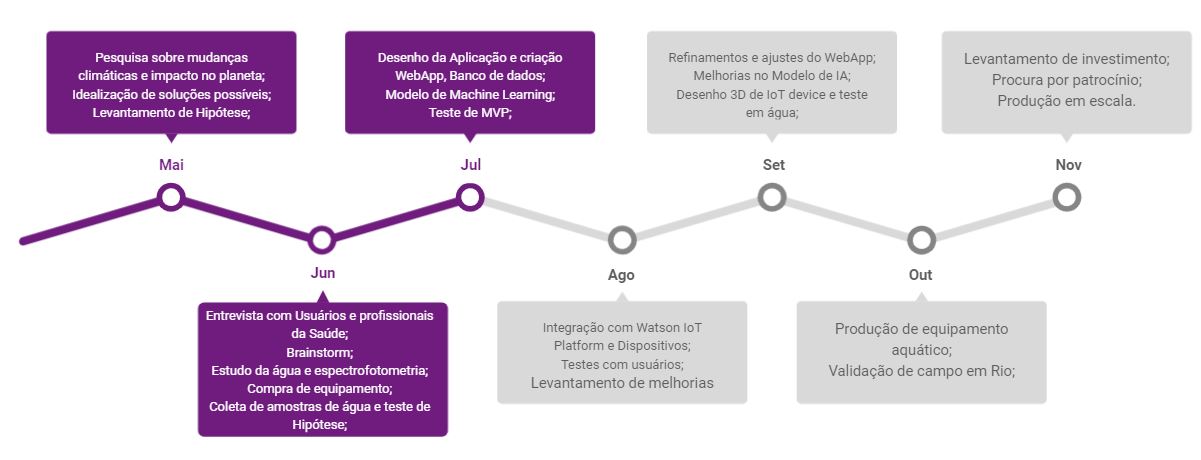 Pesquisa sobre mudanças
climáticas e impacto no planeta;
Idealização de soluções possíveis;
Levantamento de Hipótese;
Mai
Entrevista com Usuários e profissionais
da Saúde;
Brainstorm;
Estudo da água e espectrofotometria;
Compra de equipamento;
Coleta de amostras de água e teste de
Hipótese;
Jun
Desenho da Aplicação e criação
WebApp, Banco de dados;
Modelo de Machine Learning;
Teste de MVP;
Jul
Integração com Watson IoT
Platform e Dispositivos;
Testes com usuários;
Levantamento de melhorias
Ago
Refinamentos e ajustes do WebApp;
Melhorias no Modelo de IA;
Desenho 3D de IoT device e teste
em água;
Set
Produção de equipamento
aquático;
Validação de campo em Rio;
Out
Levantamento de investimento;
Procura por patrocínio;
Produção em escala.
Nov